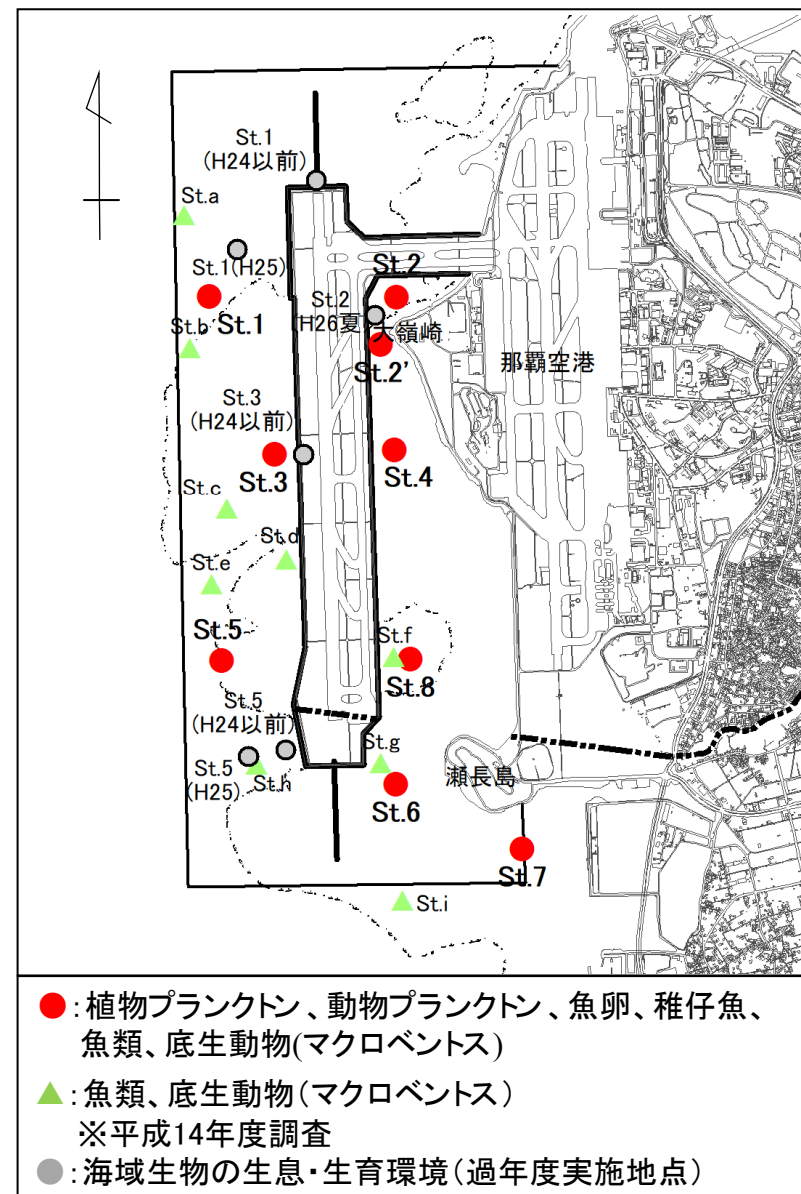 St.1
(H24以前)
St.a
St.1(H25)
St.2
St.1
St.2
(H26夏)
大嶺崎
St.b
St.2'
那覇空港
St.3
(H24以前)
St.3
St.4
St.c
St.d
St.e
St.5
St.f
St.8
St.5
(H24以前)
St.g
St.5
(H25)
St.h
瀬長島
St.6
St.7
St.i
●:植物プランクトン、動物プランクトン、魚卵、稚仔魚、
魚類、底生動物(マクロベントス)
▲:魚類、底生動物(マクロベントス)
※平成14年度調査
●:海域生物の生息・生育環境(過年度実施地点)